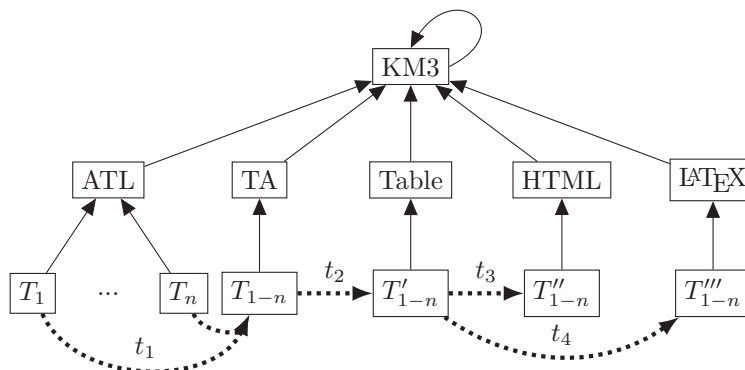 KM3
ATL TA Table HTML LATEX
t₂ t₃
T₁ ... Tₙ T₁₋ₙ T′₁₋ₙ T″₁₋ₙ T‴₁₋ₙ
t₁ t₄